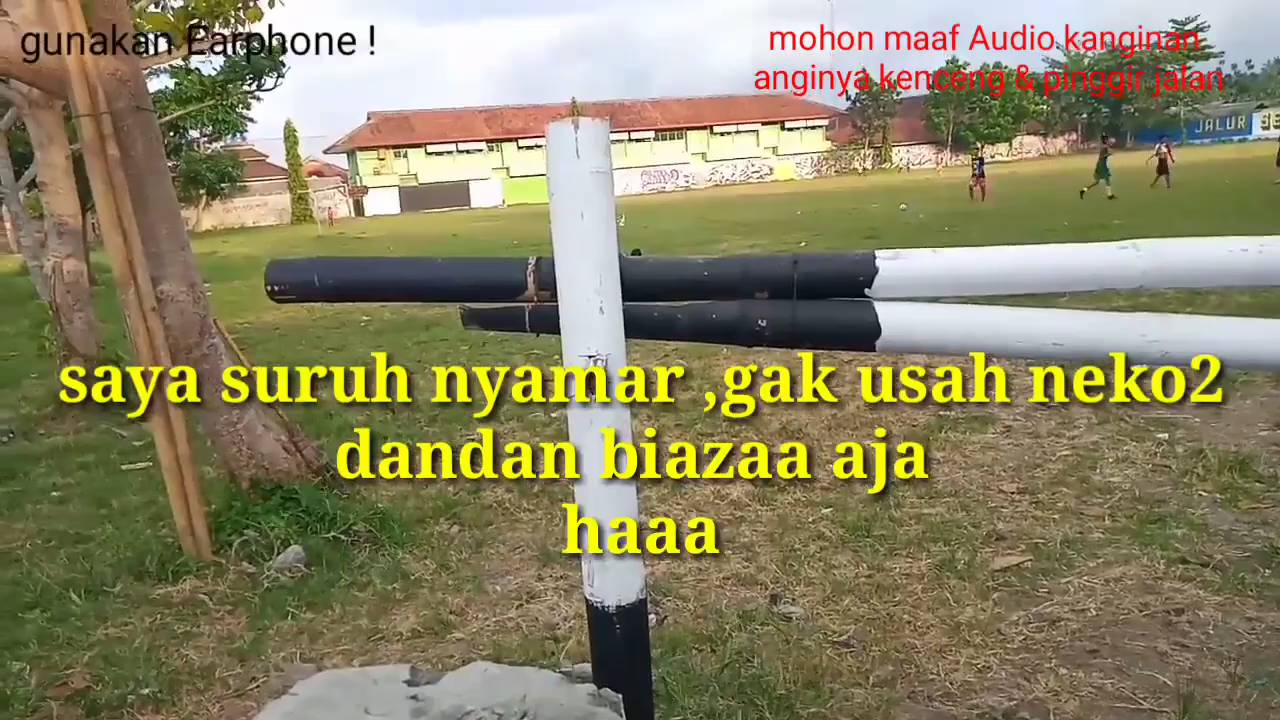 gunakan Earphone !
mohon maaf Audio kanginan
anginya kenceng & pinggir jalan
JALUR
saya suruh nyamar ,gak usah neko2
dandan biazaa aja
haaa